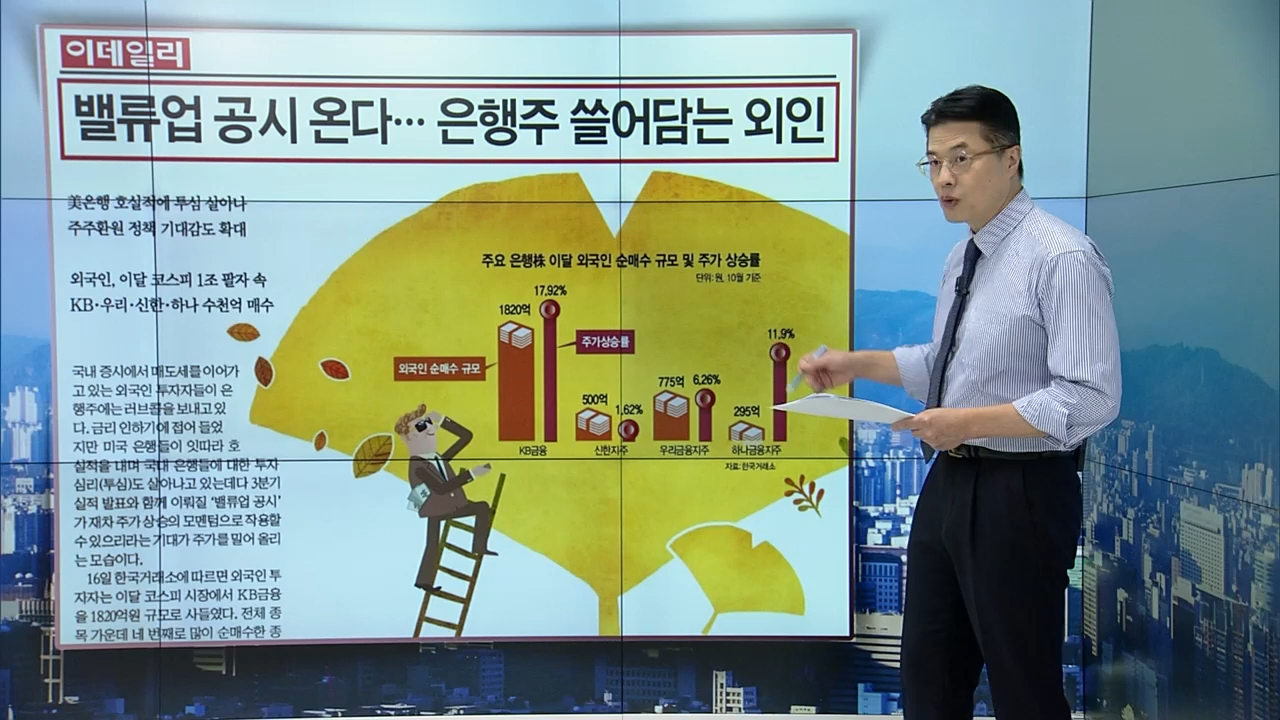 이데일리
밸류업 공시 온다… 은행주 쓸어담는 외인
美은행 호실적에 투심 살아나
주주환원 정책 기대감도 확대
외국인, 이달 코스피 1조 팔자 속
KB·우리·신한·하나 수천억 매수
국내 증시에서 매도세를 이어가
고 있는 외국인 투자자들이 은
행주에는 러브콜을 보내고 있
다. 금리 인하기에 접어 들었
지만 미국 은행들이 잇따라 호
실적을 내며 국내 은행들에 대한 투자
심리(투심)도 살아나고 있는데다 3분기
실적 발표와 함께 이뤄질 '밸류업 공시'
가 재차 주가 상승의 모멘텀으로 작용할
수 있으리라는 기대가 주가를 밀어 올리
는 모습이다.
16일 한국거래소에 따르면 외국인 투
자자는 이달 코스피 시장에서 KB금융
을 1820억원 규모로 사들였다. 전체 종
목 가운데 네 번째로 많이 순매수한 종
주요 은행株 이달 외국인 순매수 규모 및 주가 상승률
단위: 원, 10월 기준
1820억 17.92%
외국인 순매수 규모
주가상승률
500억 1.62%
775억 6.26%
295억 11.9%
KB금융 신한지주 우리금융지주 하나금융지주
자료: 한국거래소